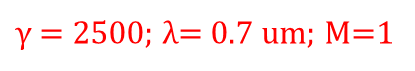 γ = 2500; λ= 0.7 um; M=1